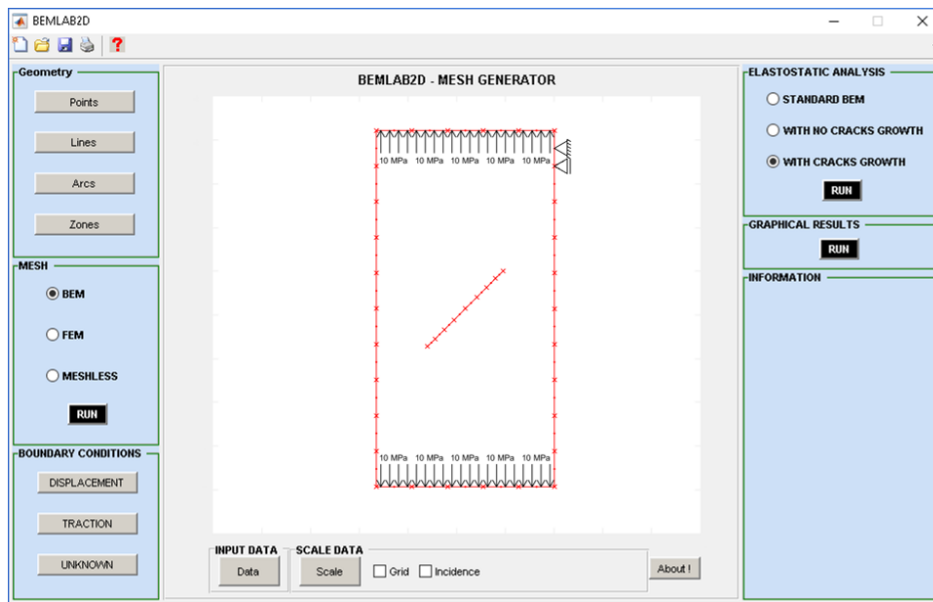 BEMLAB2D
?
Geometry
Points
Lines
Arcs
Zones
MESH
BEM
FEM
MESHLESS
RUN
BOUNDARY CONDITIONS
DISPLACEMENT
TRACTION
UNKNOWN
BEMLAB2D - MESH GENERATOR
10 MPa 10 MPa 10 MPa 10 MPa 10 MPa
10 MPa 10 MPa 10 MPa 10 MPa 10 MPa
INPUT DATA
Data
SCALE DATA
Scale
Grid
Incidence
About !
ELASTOSTATIC ANALYSIS
STANDARD BEM
WITH NO CRACKS GROWTH
WITH CRACKS GROWTH
RUN
GRAPHICAL RESULTS
RUN
INFORMATION